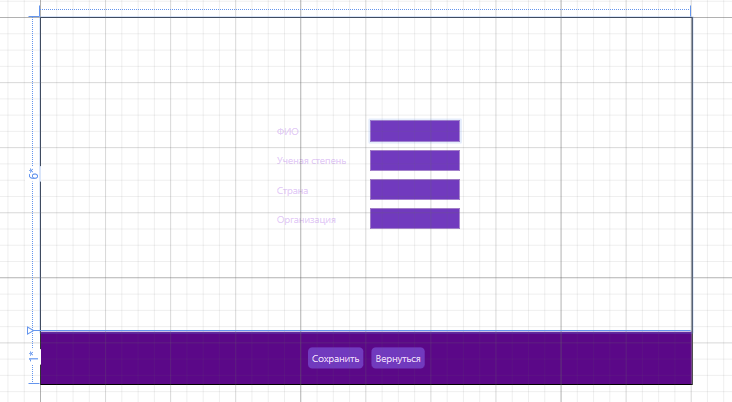 ФИО
Ученая степень
Страна
Организация
6*
1*
Сохранить Вернуться